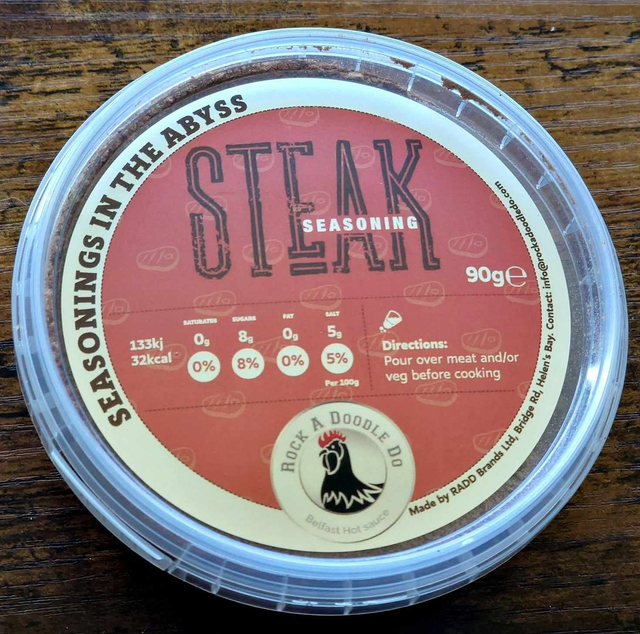 SEASONINGS IN THE ABYSS
STEAK
SEASONING
90g℮
133kj
32kcal
SATURATES SUGARS FAT SALT
0g 8g 0g 5g
0% 8% 0% 5%
Per 100g
Directions:
Pour over meat and/or
veg before cooking
ROCK A DOODLE DO
Belfast Hot sauce
Made by RADD Brands Ltd, Bridge Rd, Helen's Bay. Contact: info@rockadoodledo.com